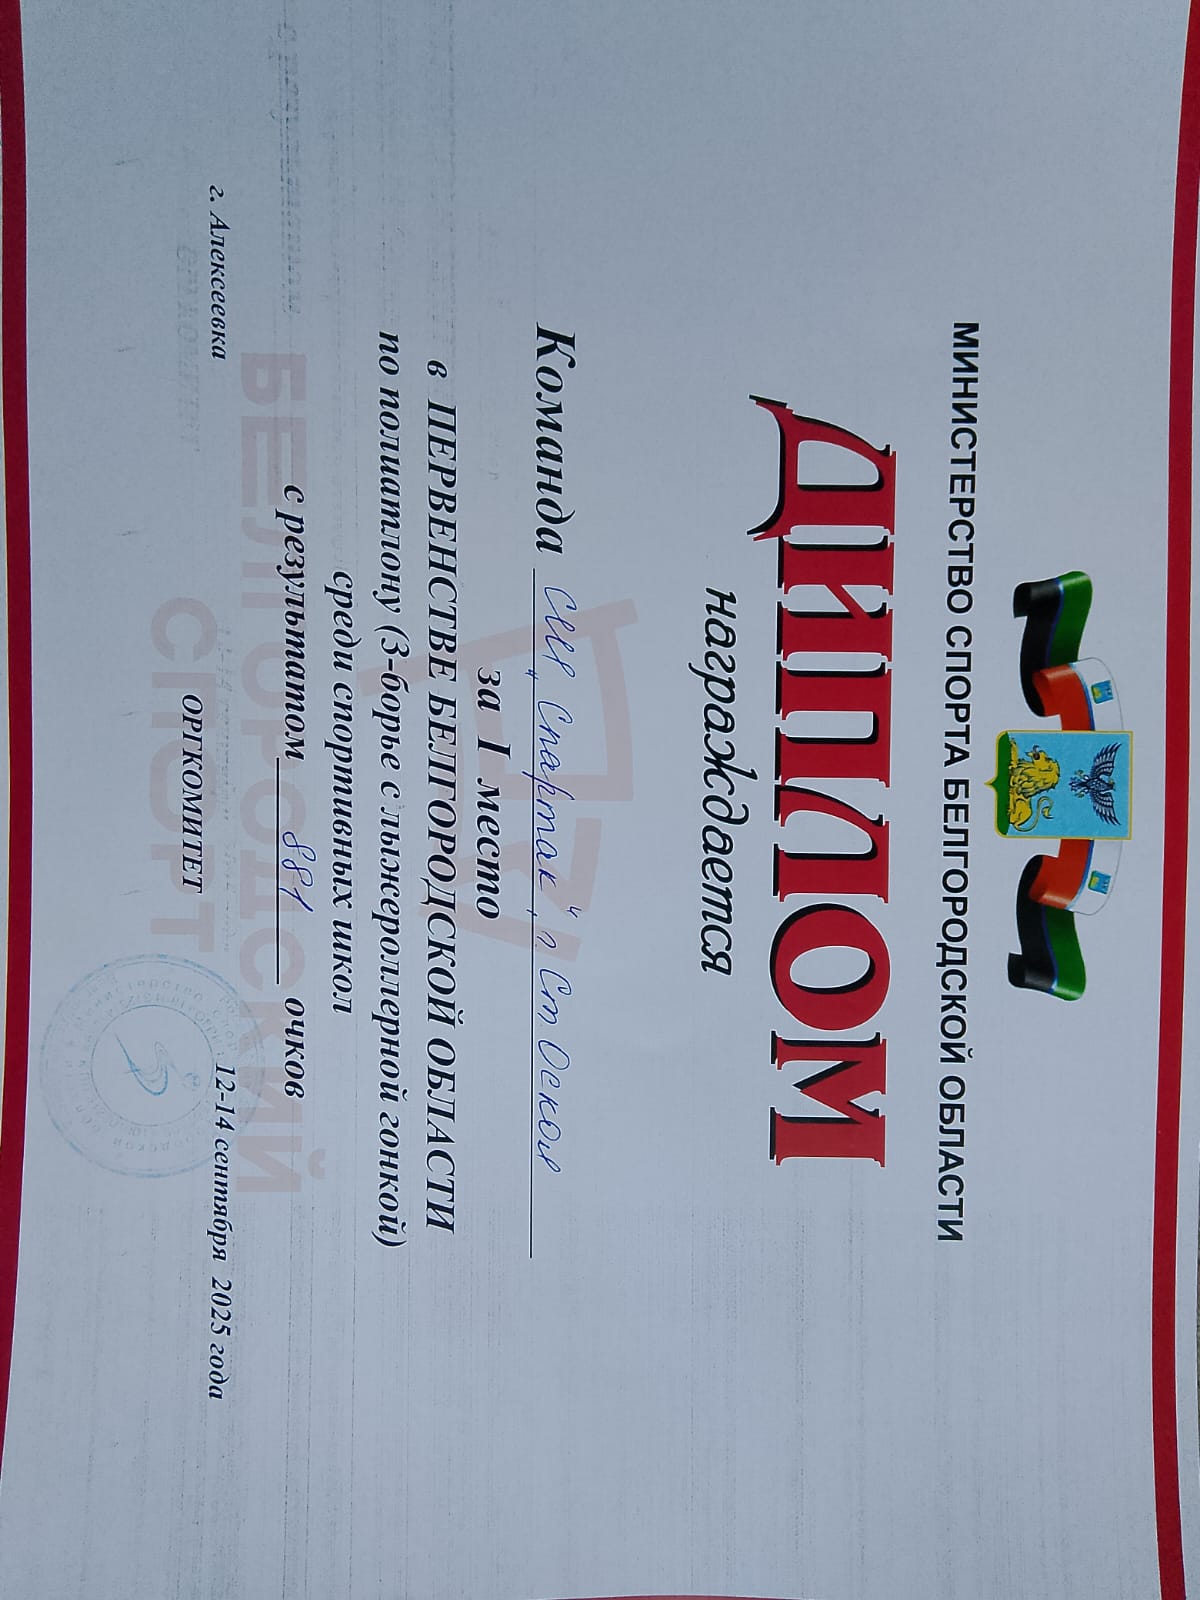 МИНИСТЕРСТВО СПОРТА БЕЛГОРОДСКОЙ ОБЛАСТИ
ДИПЛОМ
награждается
Команда СШ „Спартак“, г Ст Оскол
за I место
в ПЕРВЕНСТВЕ БЕЛГОРОДСКОЙ ОБЛАСТИ
по полиатлону (3-борье с лыжероллерной гонкой)
среди спортивных школ
с результатом 881 очков
БЕЛГОРОДСКИЙ
СПОРТ
г. Алексеевка
12-14 сентября 2025 года
ОРГКОМИТЕТ